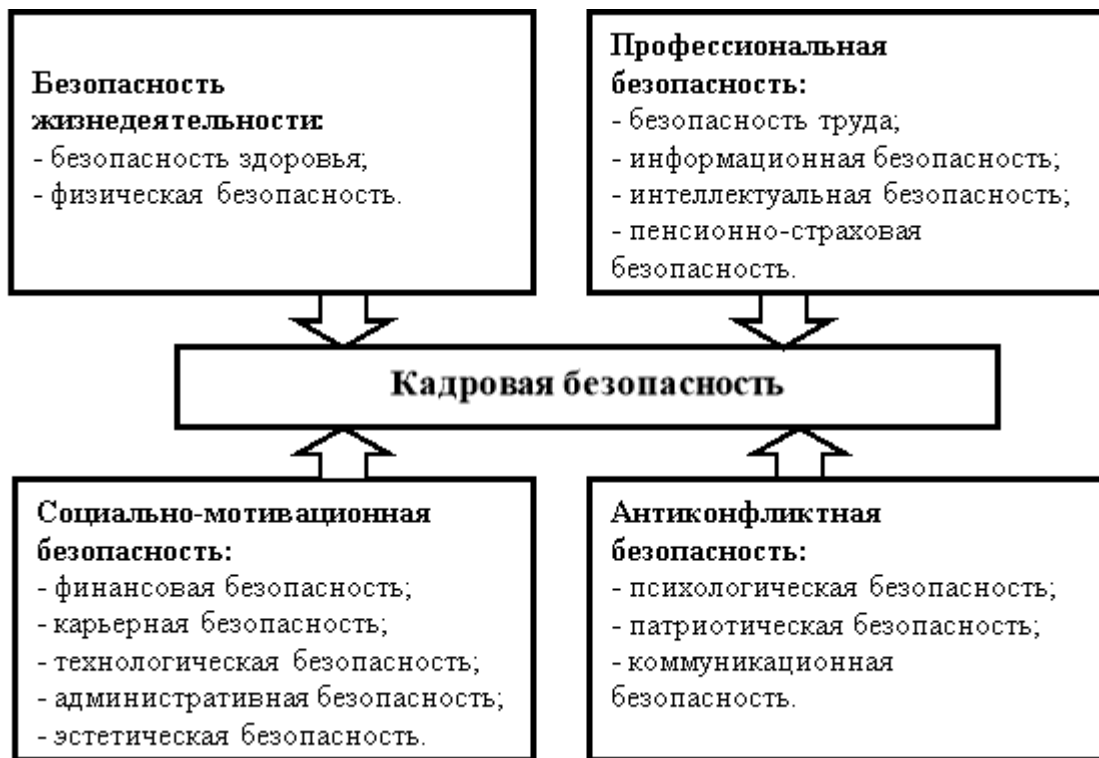 Безопасность
жизнедеятельности:
- безопасность здоровья;
- физическая безопасность.
Профессиональная
безопасность:
- безопасность труда;
- информационная безопасность;
- интеллектуальная безопасность;
- пенсионно-страховая
безопасность.
Кадровая безопасность
Социально-мотивационная
безопасность:
- финансовая безопасность;
- карьерная безопасность;
- технологическая безопасность;
- административная безопасность;
- эстетическая безопасность.
Антиконфликтная
безопасность:
- психологическая безопасность;
- патриотическая безопасность;
- коммуникационная
безопасность.